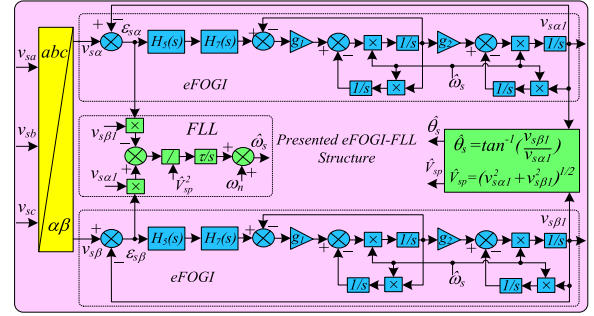 v_sα1
v_sα + − ε_sα H_5(s) H_7(s) − g_1 + − × 1/s g_2 + − × 1/s
abc
v_sa
1/s × ω̂_s 1/s ×
eFOGI
v_sβ1 × FLL
v_sb
− + / τ/s + ω̂_s
Presented eFOGI-FLL
Structure
v_sα1 × V̂_sp^2 ω_n +
θ̂_s
V̂_sp
θ̂_s=tan^-1(v_sβ1/v_sα1)
V̂_sp=(v_sα1^2+v_sβ1^2)^1/2
v_sc
αβ
v_sβ1
v_sβ + − ε_sβ H_5(s) H_7(s) − g_1 + − × 1/s g_2 + − × 1/s
1/s × ω̂_s 1/s ×
eFOGI